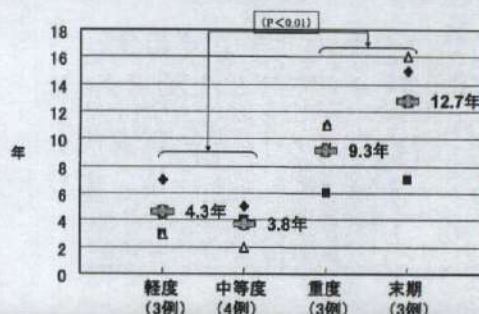 (P<0.01)
18
16
14
12
10
8
6
4
2
0
年
4.3年
3.8年
9.3年
12.7年
軽度 中等度 重度 末期
(3例) (4例) (3例) (3例)